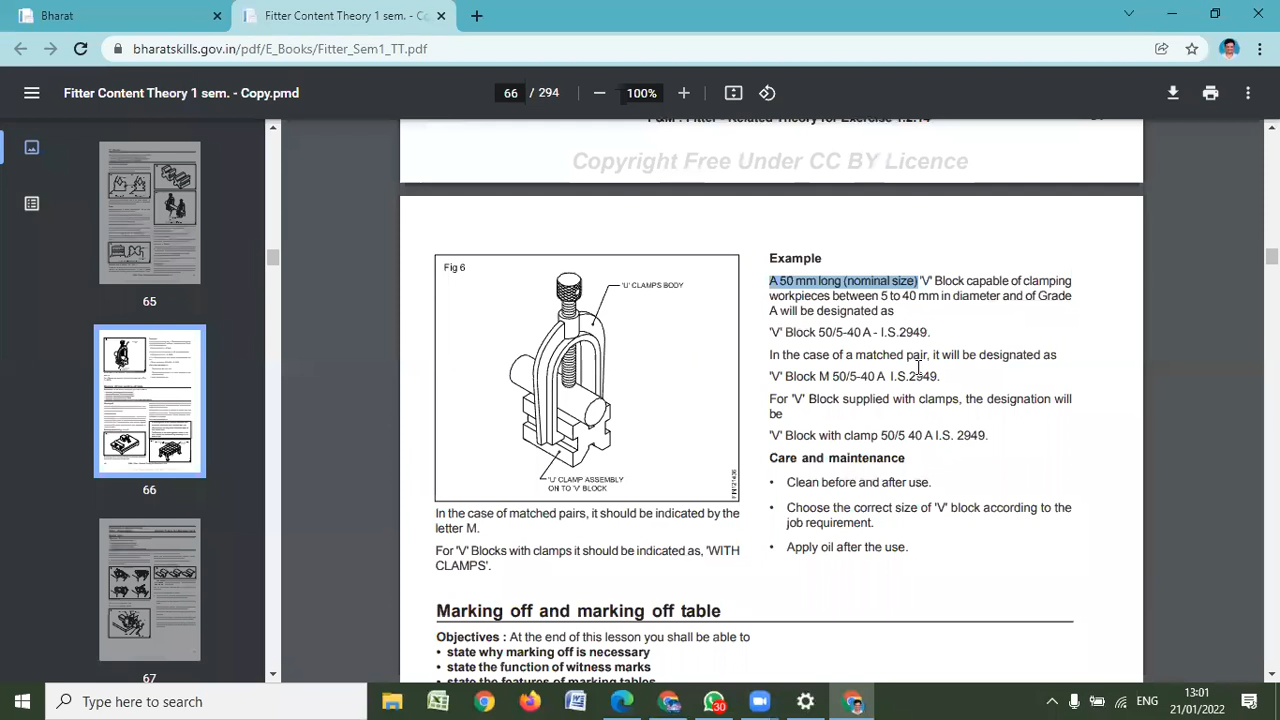 Bharat
Fitter Content Theory 1 sem. - C
bharatskills.gov.in/pdf/E_Books/Fitter_Sem1_TT.pdf
Fitter Content Theory 1 sem. - Copy.pmd
66 / 294
100%
65
66
67
Copyright Free Under CC BY Licence
Fig 6
'U' CLAMPS BODY
'U' CLAMP ASSEMBLY
ON TO 'V' BLOCK
In the case of matched pairs, it should be indicated by the
letter M.
For 'V' Blocks with clamps it should be indicated as, 'WITH
CLAMPS'.
Example
A 50 mm long (nominal size) 'V' Block capable of clamping
workpieces between 5 to 40 mm in diameter and of Grade
A will be designated as
'V' Block 50/5-40 A - I.S.2949.
In the case of a matched pair, it will be designated as
'V' Block M 50/5-40 A I.S.2949.
For 'V' Block supplied with clamps, the designation will
be
'V' Block with clamp 50/5 40 A I.S. 2949.
Care and maintenance
• Clean before and after use.
• Choose the correct size of 'V' block according to the
job requirement.
• Apply oil after the use.
Marking off and marking off table
Objectives : At the end of this lesson you shall be able to
• state why marking off is necessary
• state the function of witness marks
• state the features of marking tables
Type here to search
30
ENG
13:01
21/01/2022